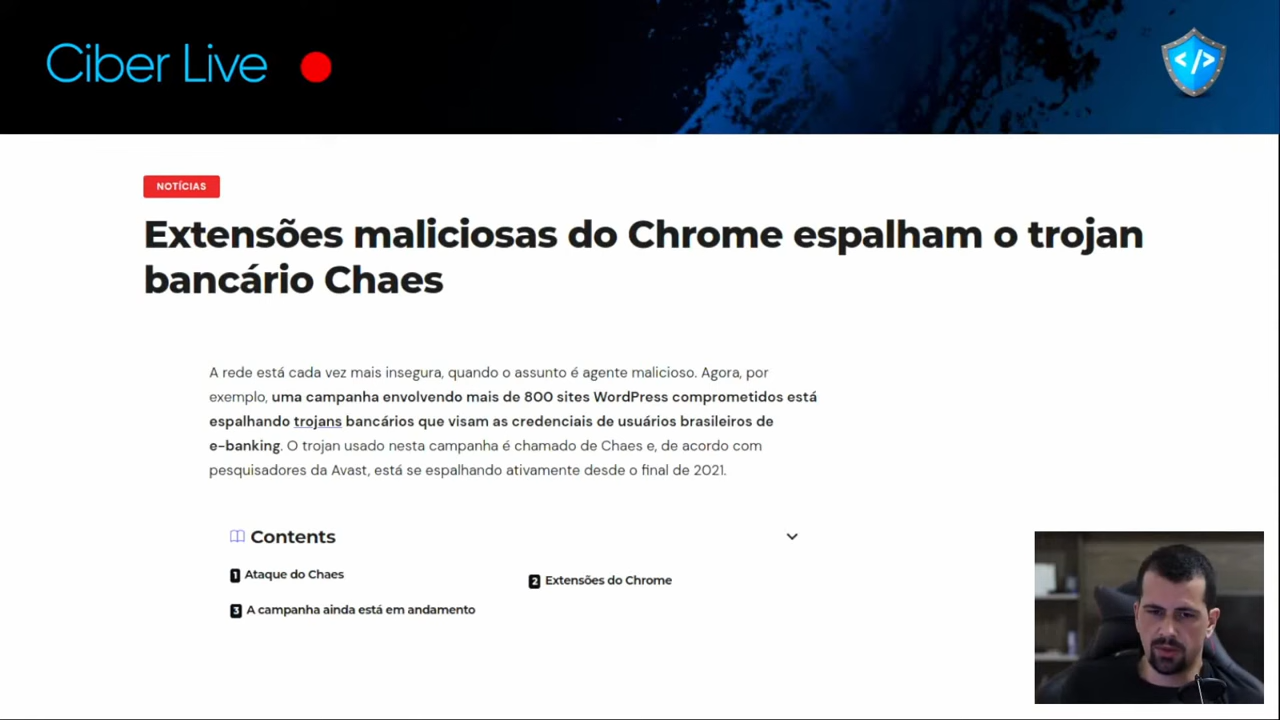 Ciber Live
</>
NOTÍCIAS
Extensões maliciosas do Chrome espalham o trojan
bancário Chaes
A rede está cada vez mais insegura, quando o assunto é agente malicioso. Agora, por
exemplo, uma campanha envolvendo mais de 800 sites WordPress comprometidos está
espalhando trojans bancários que visam as credenciais de usuários brasileiros de
e-banking. O trojan usado nesta campanha é chamado de Chaes e, de acordo com
pesquisadores da Avast, está se espalhando ativamente desde o final de 2021.
Contents
1 Ataque do Chaes
2 Extensões do Chrome
3 A campanha ainda está em andamento